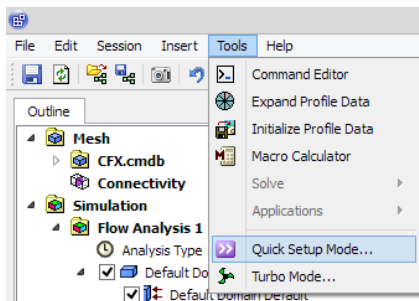 File Edit Session Insert Tools Help
Command Editor
Expand Profile Data
Initialize Profile Data
Macro Calculator
Solve
Applications
Quick Setup Mode...
Turbo Mode...
Outline
Mesh
CFX.cmdb
Connectivity
Simulation
Flow Analysis 1
Analysis Type
Default Do
Default Domain Default